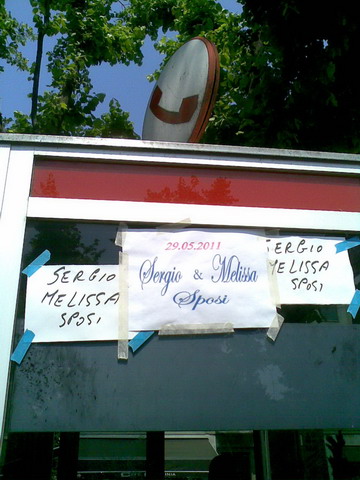 SERGIO
MELISSA
SPOSI
29.05.2011
Sergio & Melissa
Sposi
SERGIO
MELISSA
SPOSI